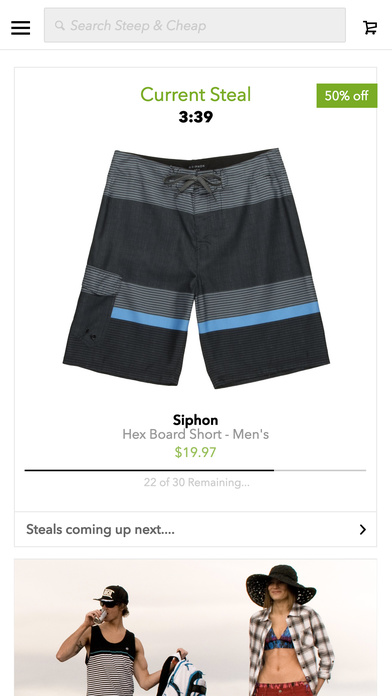 Search Steep & Cheap
Current Steal
50% off
3:39
Siphon
Hex Board Short - Men's
$19.97
22 of 30 Remaining...
Steals coming up next....